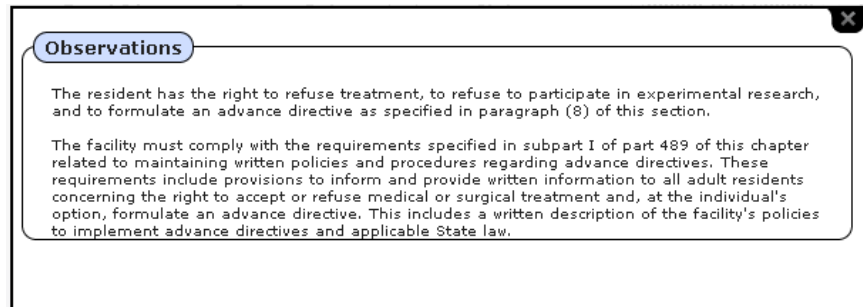 Observations
The resident has the right to refuse treatment, to refuse to participate in experimental research,
and to formulate an advance directive as specified in paragraph (8) of this section.
The facility must comply with the requirements specified in subpart I of part 489 of this chapter
related to maintaining written policies and procedures regarding advance directives. These
requirements include provisions to inform and provide written information to all adult residents
concerning the right to accept or refuse medical or surgical treatment and, at the individual's
option, formulate an advance directive. This includes a written description of the facility's policies
to implement advance directives and applicable State law.